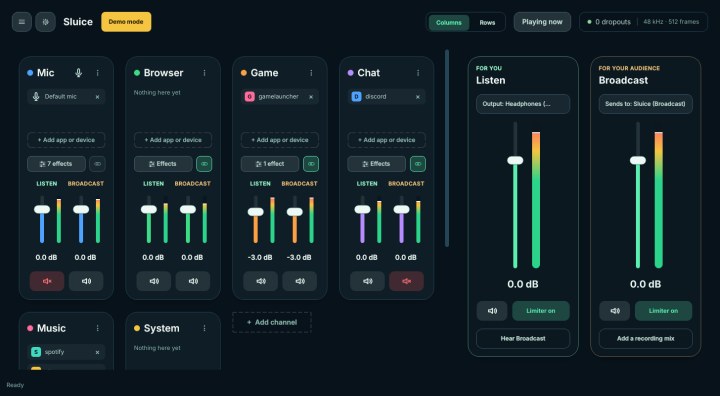 Sluice
Demo mode
Columns
Rows
Playing now
0 dropouts
48 kHz · 512 frames
Mic
Default mic ×
+ Add app or device
7 effects
LISTEN BROADCAST
0.0 dB 0.0 dB
Browser
Nothing here yet
+ Add app or device
Effects
LISTEN BROADCAST
0.0 dB 0.0 dB
Game
G gamelauncher ×
+ Add app or device
1 effect
LISTEN BROADCAST
-3.0 dB -3.0 dB
Chat
D discord ×
+ Add app or device
Effects
LISTEN BROADCAST
0.0 dB 0.0 dB
Music
S spotify ×
System
Nothing here yet
+ Add channel
FOR YOU
Listen
Output: Headphones (...
0.0 dB
Limiter on
Hear Broadcast
FOR YOUR AUDIENCE
Broadcast
Sends to: Sluice (Broadcast)
0.0 dB
Limiter on
Add a recording mix
Ready